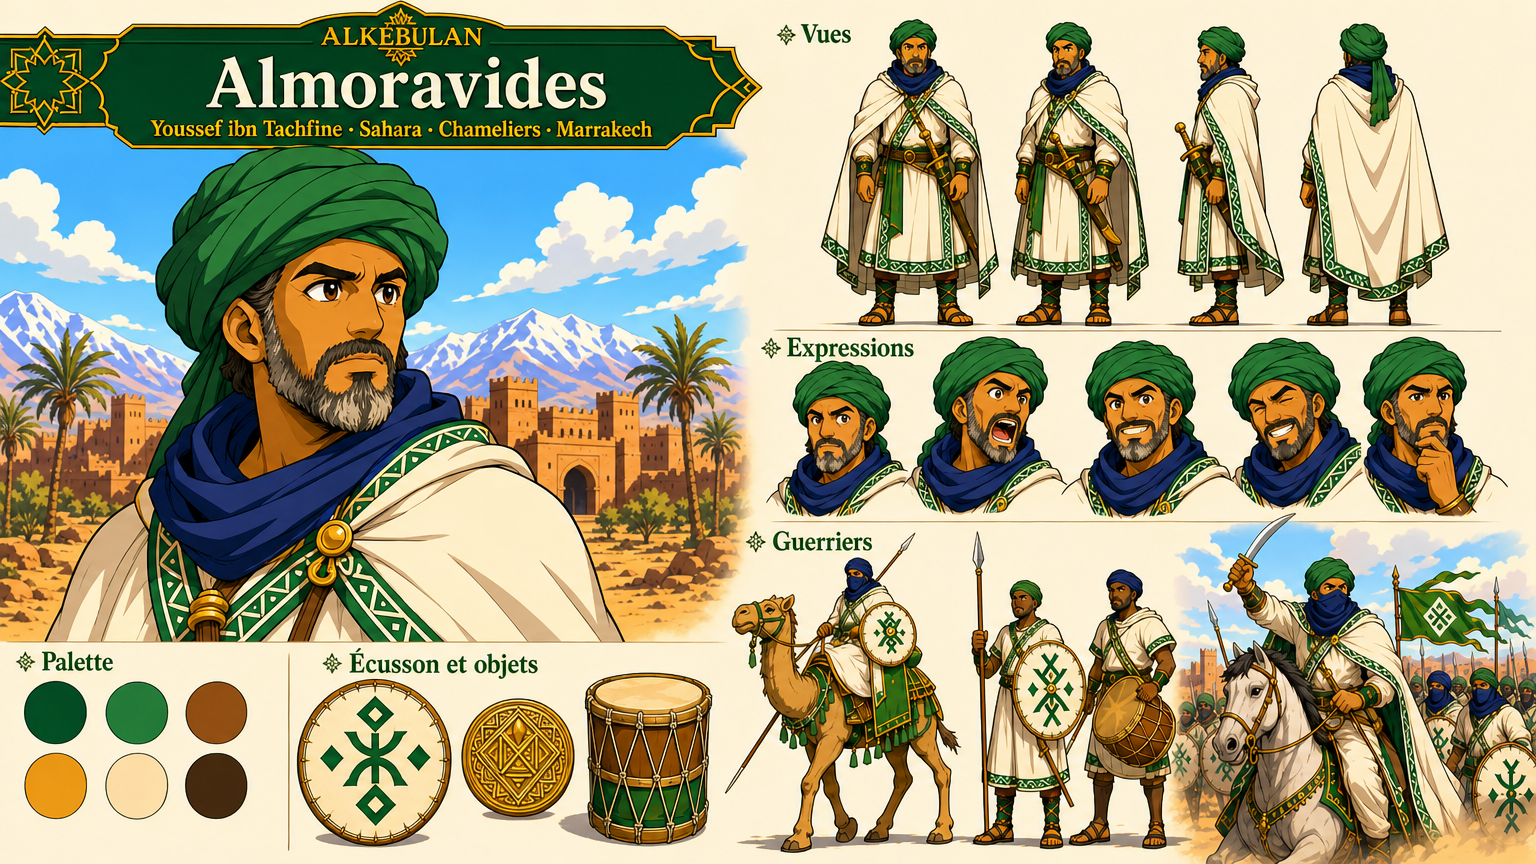 ALKEBULAN
Almoravides
Youssef ibn Tachfine · Sahara · Chameliers · Marrakech
Vues
Expressions
Guerriers
Palette
Écusson et objets